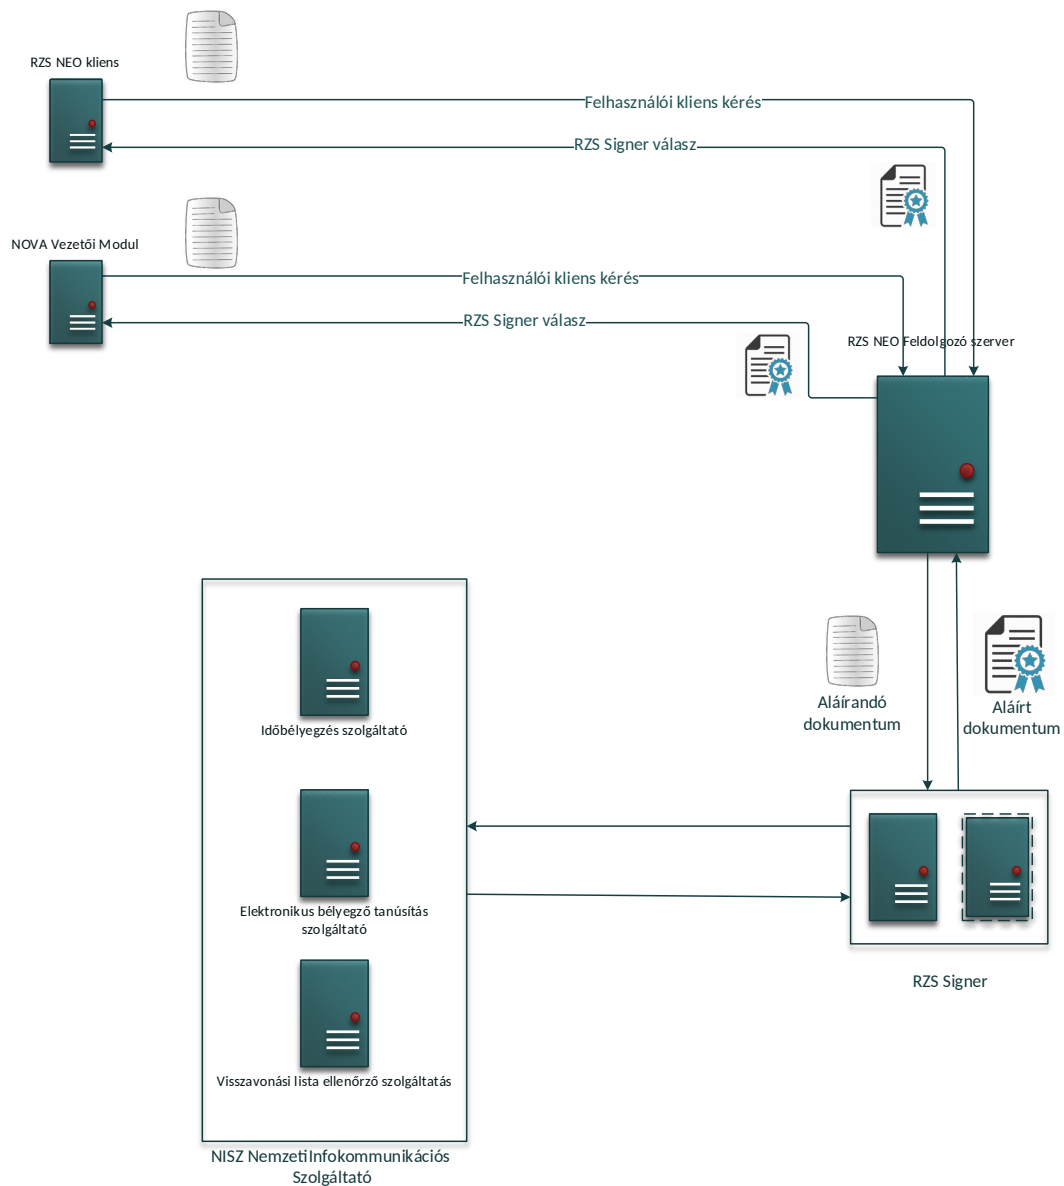 RZS NEO kliens
Felhasználói kliens kérés
RZS Signer válasz
NOVA Vezetői Modul
Felhasználói kliens kérés
RZS Signer válasz
RZS NEO Feldolgozó szerver
Aláírandó
dokumentum
Aláírt
dokumentum
Időbélyegzés szolgáltató
Elektronikus bélyegző tanúsítás
szolgáltató
RZS Signer
Visszavonási lista ellenőrző szolgáltatás
NISZ Nemzeti Infokommunikációs
Szolgáltató